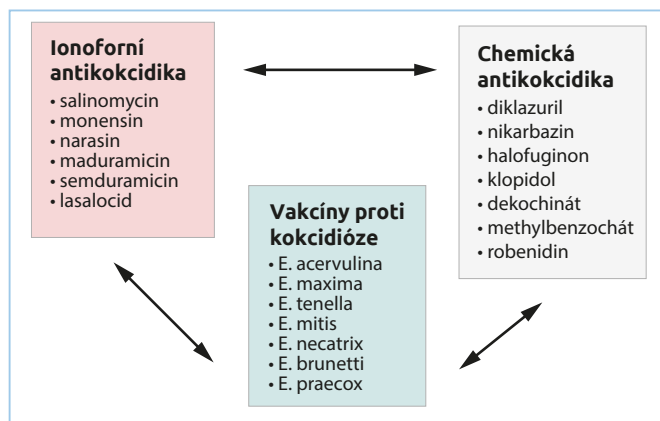 Ionoforní
antikokcidika
• salinomycin
• monensin
• narasin
• maduramicin
• semduramicin
• lasalocid
Chemická
antikokcidika
• diklazuril
• nikarbazin
• halofuginon
• klopidol
• dekochinát
• methylbenzochát
• robenidin
Vakcíny proti
kokcidióze
• E. acervulina
• E. maxima
• E. tenella
• E. mitis
• E. necatrix
• E. brunetti
• E. praecox